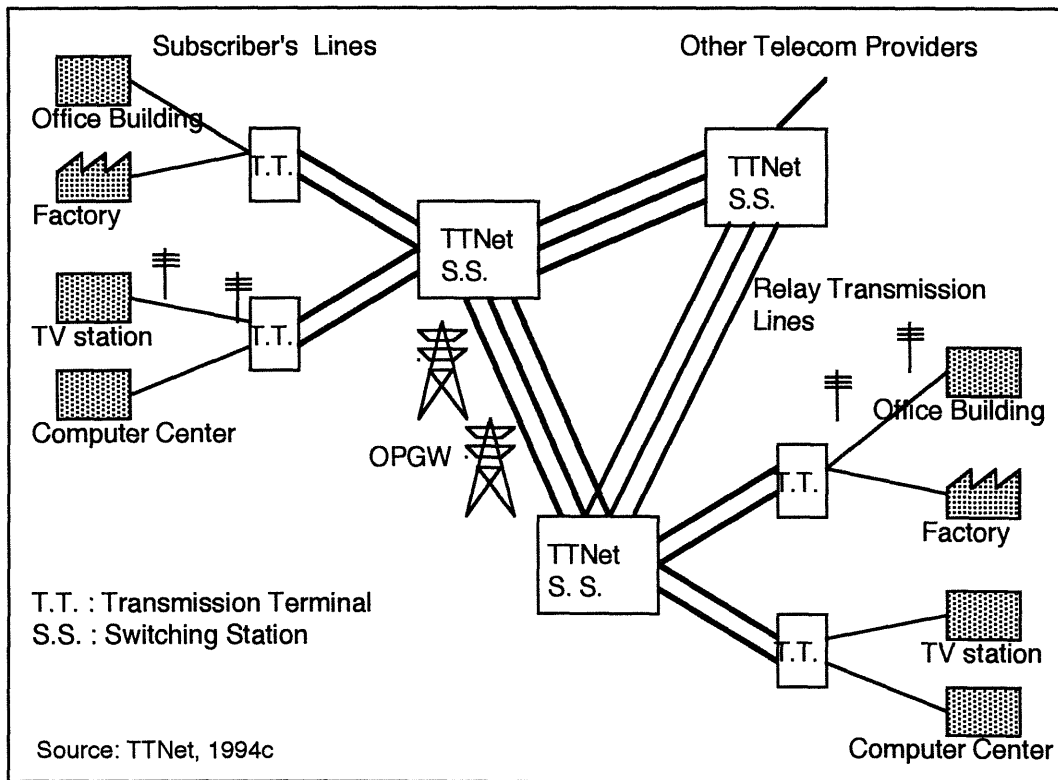 Subscriber's Lines
Other Telecom Providers
Office Building
T.T.
Factory
TTNet
S.S.
TTNet
S.S.
TV station
T.T.
Computer Center
Relay Transmission
Lines
OPGW
Office Building
T.T.
Factory
TTNet
S. S.
T.T. : Transmission Terminal
S.S. : Switching Station
T.T.
TV station
Computer Center
Source: TTNet, 1994c